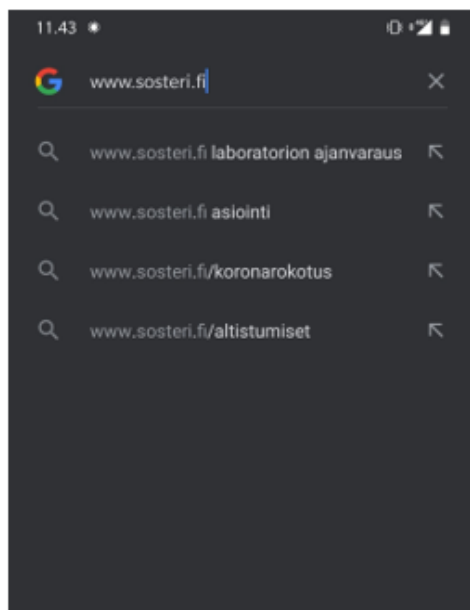 11.43
www.sosteri.fi
www.sosteri.fi laboratorion ajanvaraus
www.sosteri.fi asiointi
www.sosteri.fi/koronarokotus
www.sosteri.fi/altistumiset